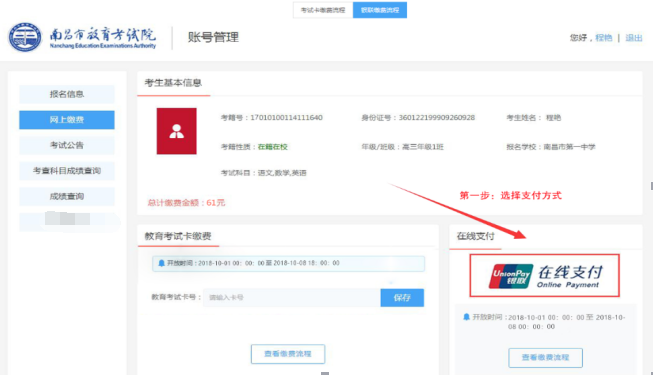 考试卡缴费流程 银联缴费流程
南昌市教育考试院
Nanchang Education Examinations Authority
账号管理
您好，程艳 | 退出
报名信息
网上缴费
考试公告
考查科目成绩查询
成绩查询
考生基本信息
考籍号：17010100114111640 身份证号：360122199909260928 考生姓名： 程艳
考籍性质：在籍在校 年级/班级：高三年级1班 报名学校：南昌市第一中学
考试科目：语文,数学,英语
总计缴费金额：61元
第一步：选择支付方式
教育考试卡缴费
开放时间：2018-10-01 00：00：00至 2018-10-08 18：00：00
教育考试卡号： 请输入卡号 保存
查看缴费流程
在线支付
UnionPay 银联 在线支付
Online Payment
开放时间：2018-10-01 00：00：00 至 2018-10-
08 00：00：00
查看缴费流程